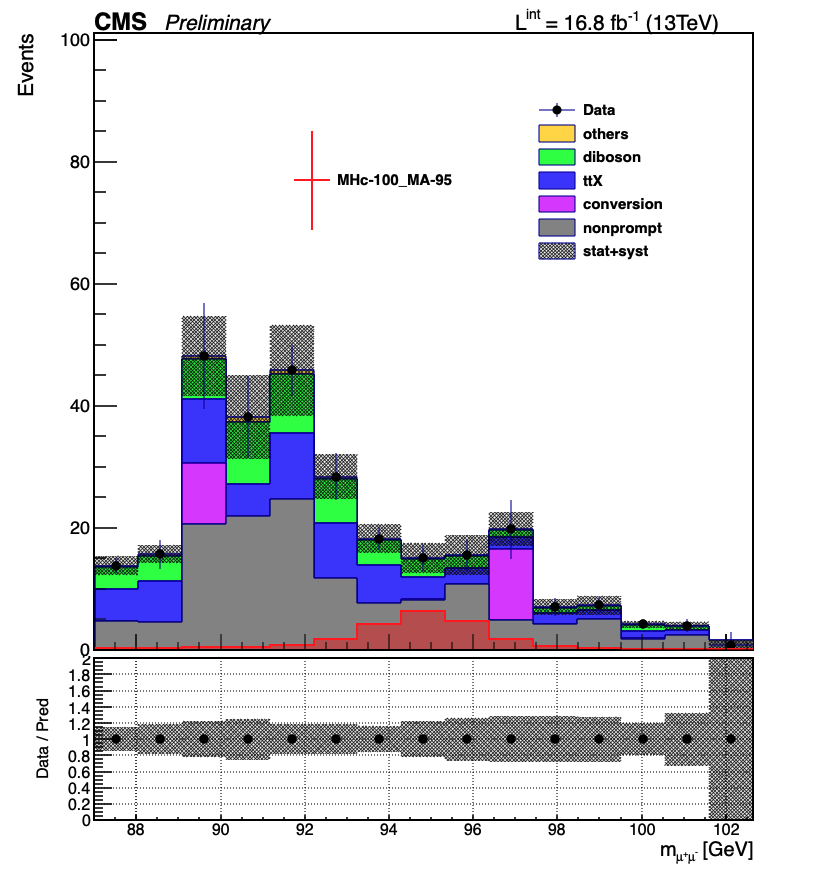 CMS Preliminary L^int = 16.8 fb^-1 (13TeV)
Events
100
80
60
40
20
0
Data
others
diboson
ttX
conversion
nonprompt
stat+syst
MHc-100_MA-95
Data / Pred
2
1.8
1.6
1.4
1.2
1
0.8
0.6
0.4
0.2
0
88 90 92 94 96 98 100 102
m_μ⁺μ⁻ [GeV]